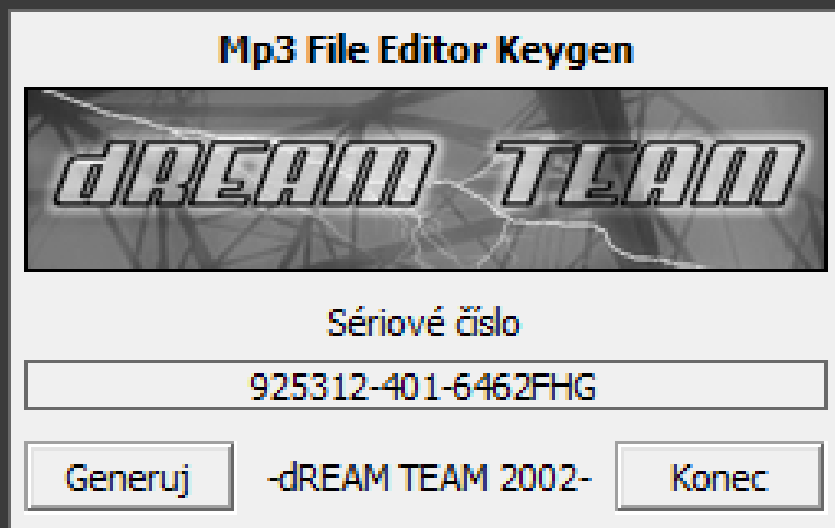 Mp3 File Editor Keygen
dREAM TEAM
Sériové číslo
925312-401-6462FHG
Generuj -dREAM TEAM 2002- Konec